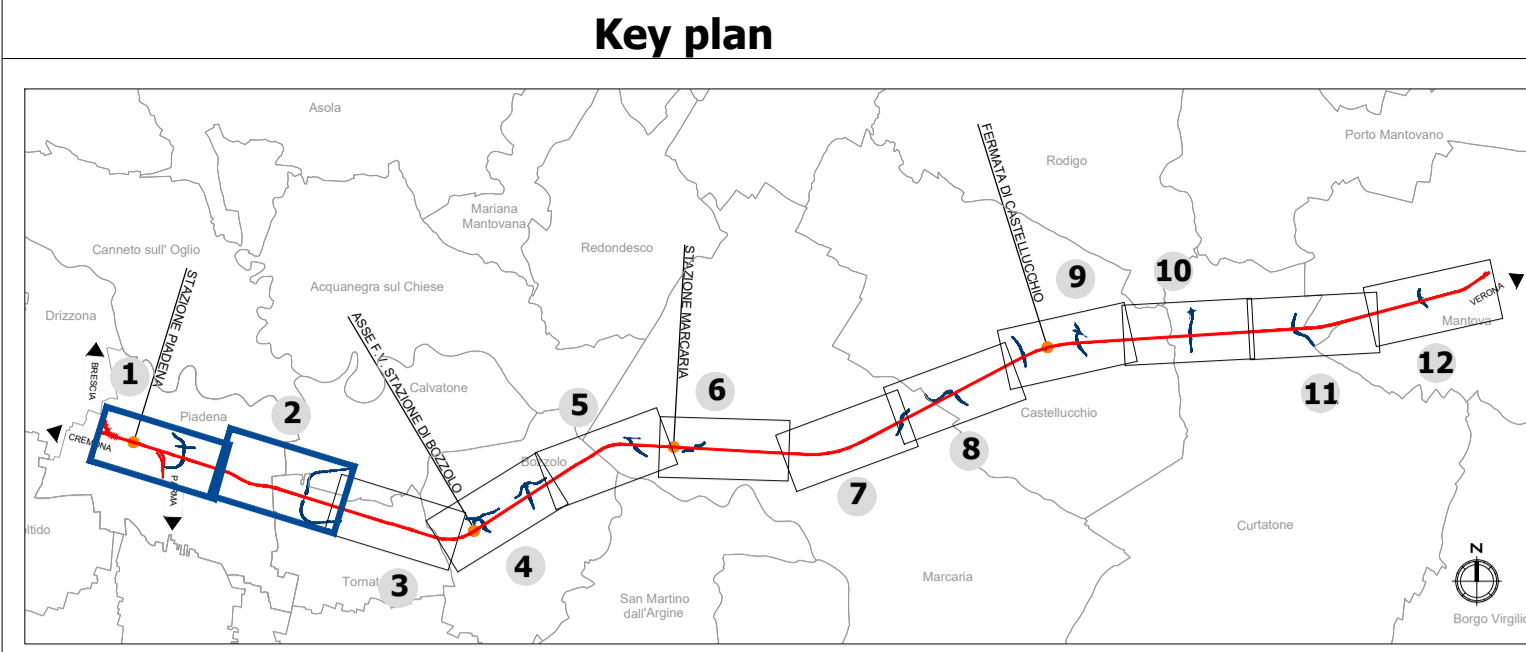 Key plan
Asola
Porto Mantovano
FERMATA DI CASTELLUCCHIO
Rodigo
Mariana
Mantovana
Redondesco
Canneto sull' Oglio
STAZIONE PIADENA
STAZIONE MARCARIA
Acquanegra sul Chiese
ASSE F.V. STAZIONE DI BOZZOLO
Drizzona
9
10
VERONA
Mantova
1
BRESCIA
Calvatone
6
12
11
Piadena
2
5
Castellucchio
8
CREMONA
PARMA
Bozzolo
7
Curtatone
ltido
4
3
Tornat
Marcaria
N
San Martino
dall'Argine
Borgo Virgilio